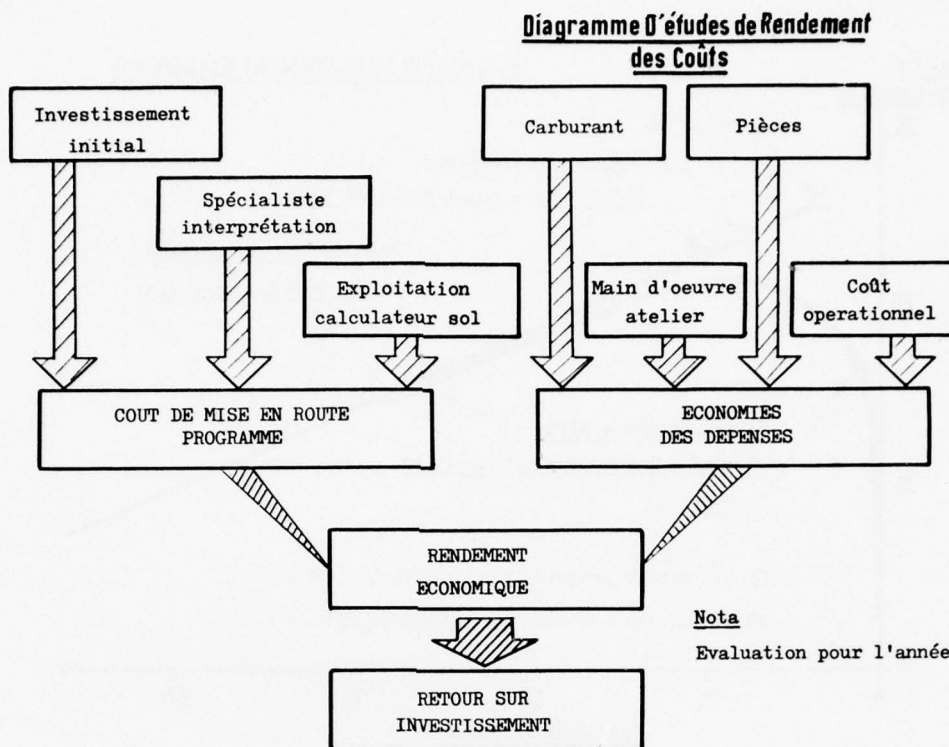 Diagramme D'études de Rendement
des Coûts
Investissement
initial
Carburant
Pièces
Spécialiste
interprétation
Exploitation
calculateur sol
Main d'oeuvre
atelier
Coût
operationnel
COUT DE MISE EN ROUTE
PROGRAMME
ECONOMIES
DES DEPENSES
RENDEMENT
ECONOMIQUE
Nota
Evaluation pour l'année
RETOUR SUR
INVESTISSEMENT